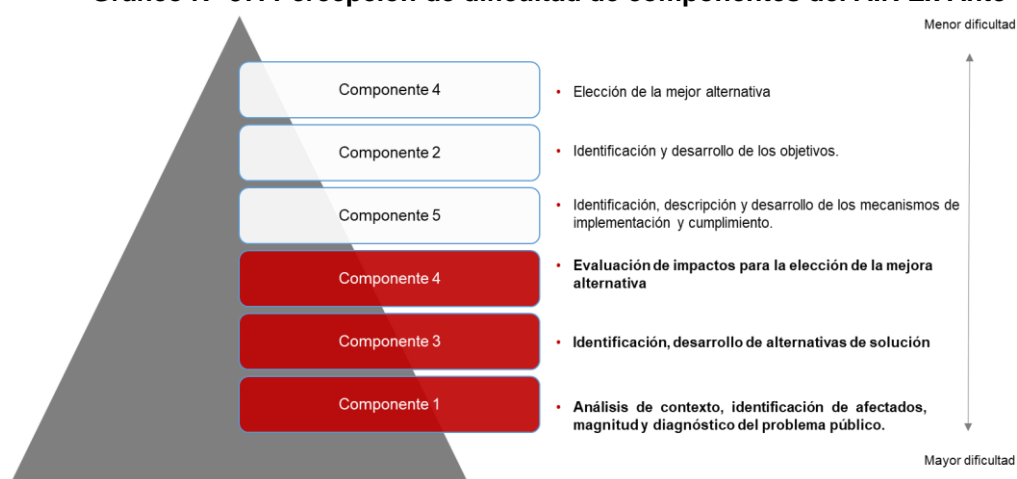 Menor dificultad
Componente 4
• Elección de la mejor alternativa
Componente 2
• Identificación y desarrollo de los objetivos.
Componente 5
• Identificación, descripción y desarrollo de los mecanismos de
implementación y cumplimiento.
Componente 4
• Evaluación de impactos para la elección de la mejora
alternativa
Componente 3
• Identificación, desarrollo de alternativas de solución
Componente 1
• Análisis de contexto, identificación de afectados,
magnitud y diagnóstico del problema público.
Mayor dificultad